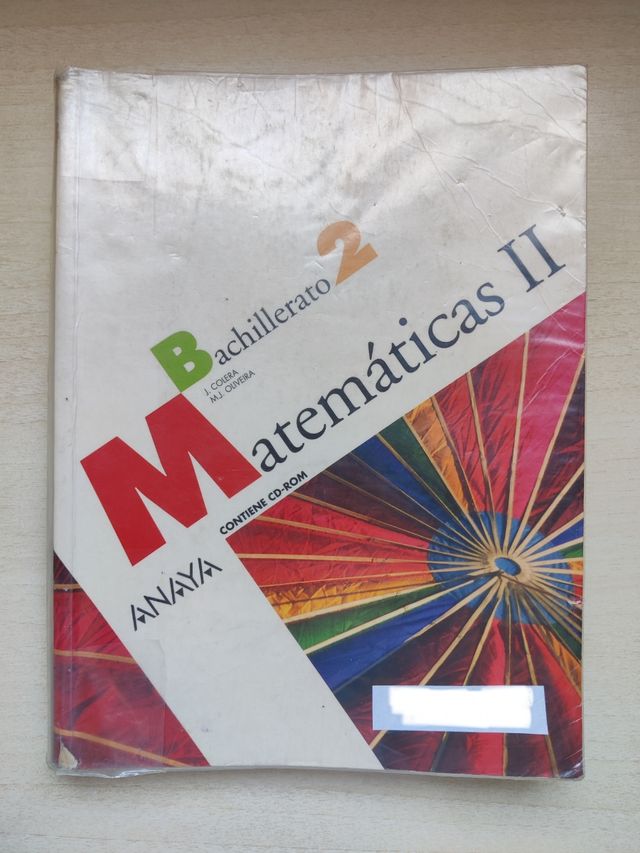 Bachillerato 2
J. COLERA
M.J. OLIVEIRA
Matemáticas II
CONTIENE CD-ROM
ANAYA